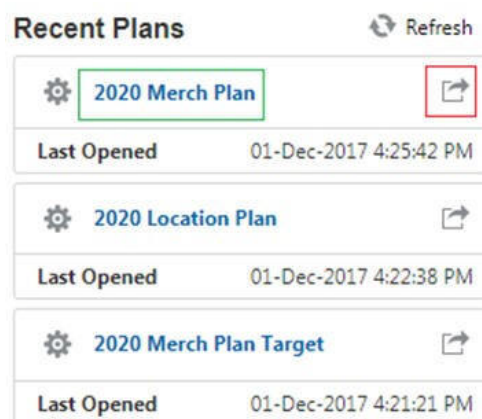 Recent Plans Refresh
2020 Merch Plan
Last Opened 01-Dec-2017 4:25:42 PM
2020 Location Plan
Last Opened 01-Dec-2017 4:22:38 PM
2020 Merch Plan Target
Last Opened 01-Dec-2017 4:21:21 PM